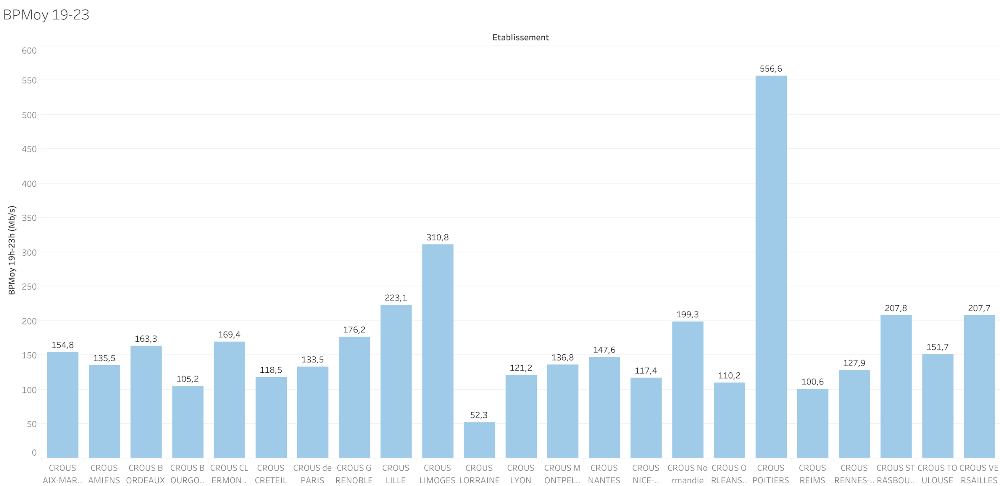 BPMoy 19-23
Etablissement
600
550
500
450
400
350
300
250
200
150
100
50
0
BPMoy 19h-23h (Mb/s)
154,8
135,5
163,3
105,2
169,4
118,5
133,5
176,2
223,1
310,8
52,3
121,2
136,8
147,6
117,4
199,3
110,2
556,6
100,6
127,9
207,8
151,7
207,7
CROUS
AIX-MAR..
CROUS
AMIENS
CROUS B
ORDEAUX
CROUS B
OURGO..
CROUS CL
ERMON..
CROUS
CRETEIL
CROUS de
PARIS
CROUS G
RENOBLE
CROUS
LILLE
CROUS
LIMOGES
CROUS
LORRAINE
CROUS
LYON
CROUS M
ONTPEL..
CROUS
NANTES
CROUS
NICE-..
CROUS No
rmandie
CROUS O
RLEANS..
CROUS
POITIERS
CROUS
REIMS
CROUS
RENNES-..
CROUS ST
RASBOU..
CROUS TO
ULOUSE
CROUS VE
RSAILLES